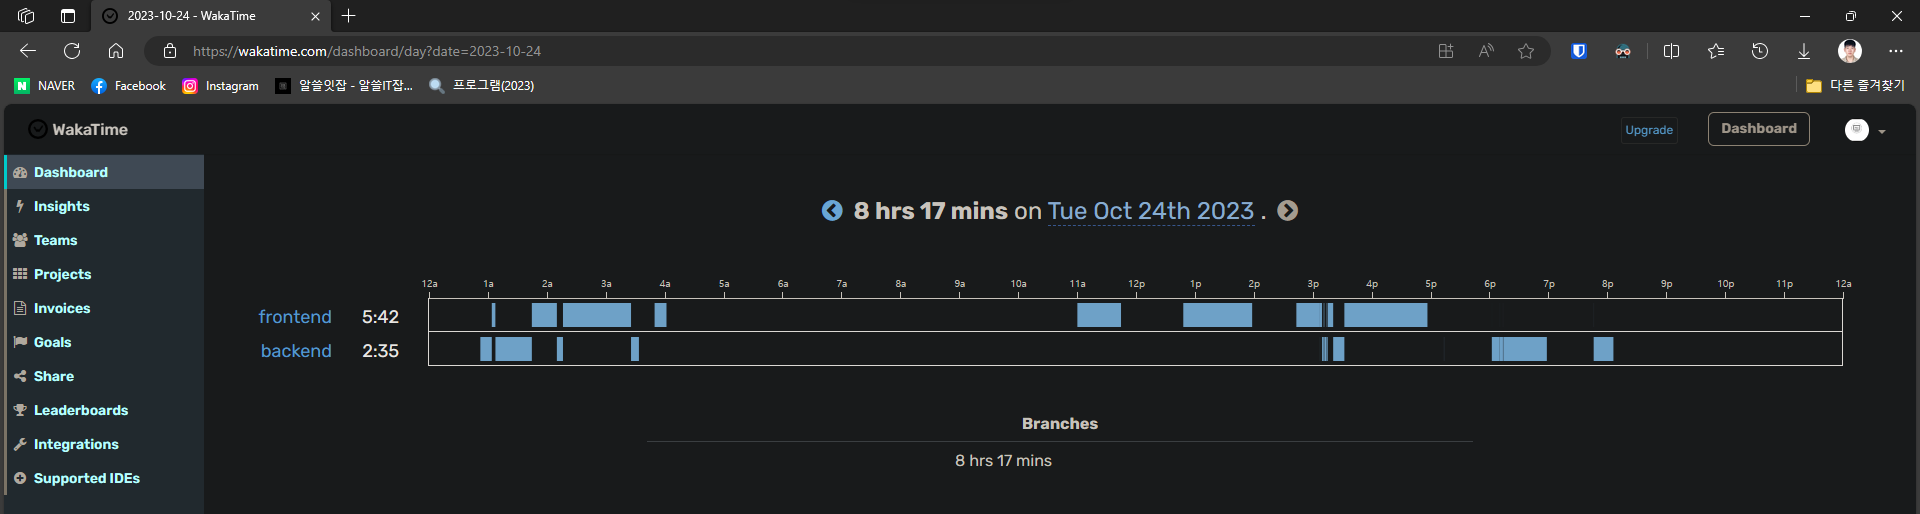 2023-10-24 - WakaTime
https://wakatime.com/dashboard/day?date=2023-10-24
NAVER Facebook Instagram 알쓸잇잡 - 알쓸IT잡... 프로그램(2023) 다른 즐겨찾기
WakaTime Upgrade Dashboard
Dashboard
Insights
Teams
Projects
Invoices
Goals
Share
Leaderboards
Integrations
Supported IDEs
8 hrs 17 mins on Tue Oct 24th 2023 .
12a 1a 2a 3a 4a 5a 6a 7a 8a 9a 10a 11a 12p 1p 2p 3p 4p 5p 6p 7p 8p 9p 10p 11p 12a
frontend 5:42
backend 2:35
Branches
8 hrs 17 mins